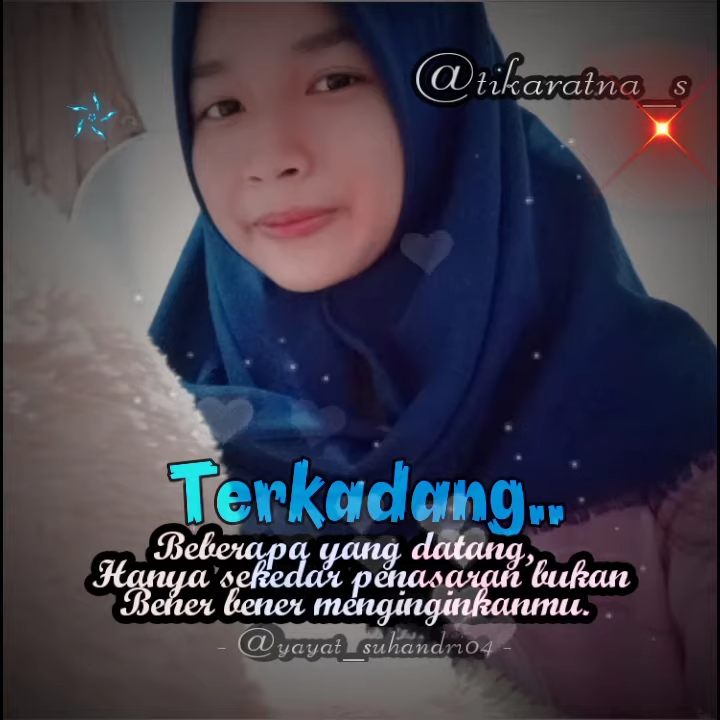 @tikaratna_s
Terkadang..
Beberapa yang datang,
Hanya sekedar penasaran bukan
Bener bener menginginkanmu.
- @yayat_suhandri04 -